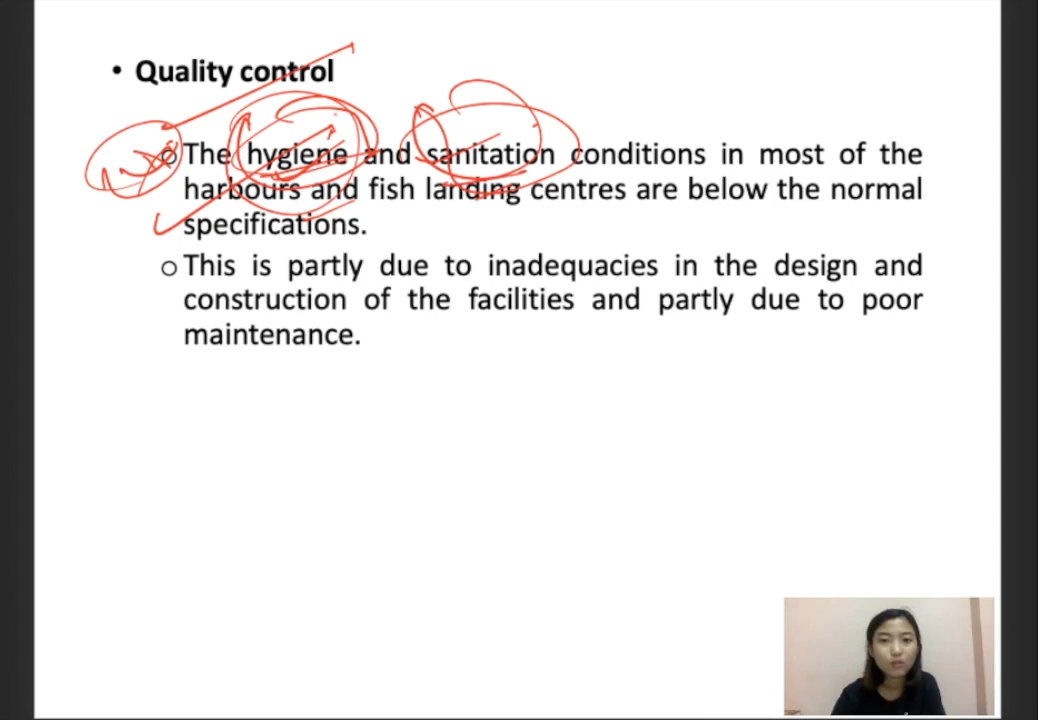 • Quality control
o The hygiene and sanitation conditions in most of the
harbours and fish landing centres are below the normal
specifications.
o This is partly due to inadequacies in the design and
construction of the facilities and partly due to poor
maintenance.